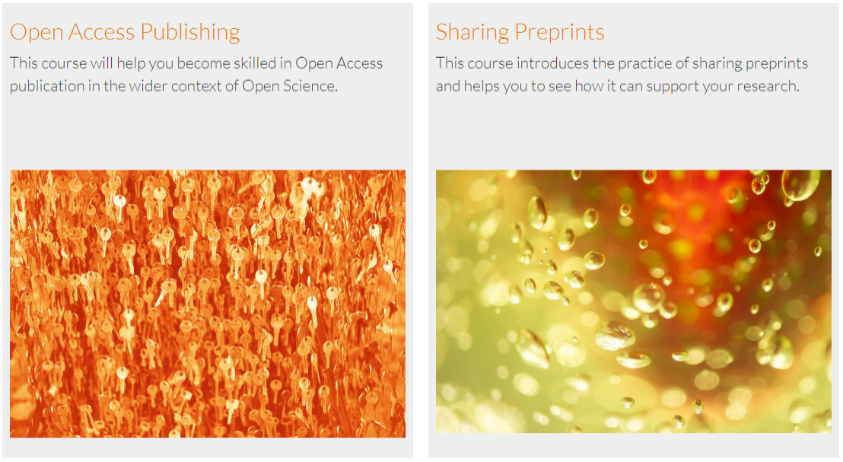 Open Access Publishing
This course will help you become skilled in Open Access
publication in the wider context of Open Science.
Sharing Preprints
This course introduces the practice of sharing preprints
and helps you to see how it can support your research.